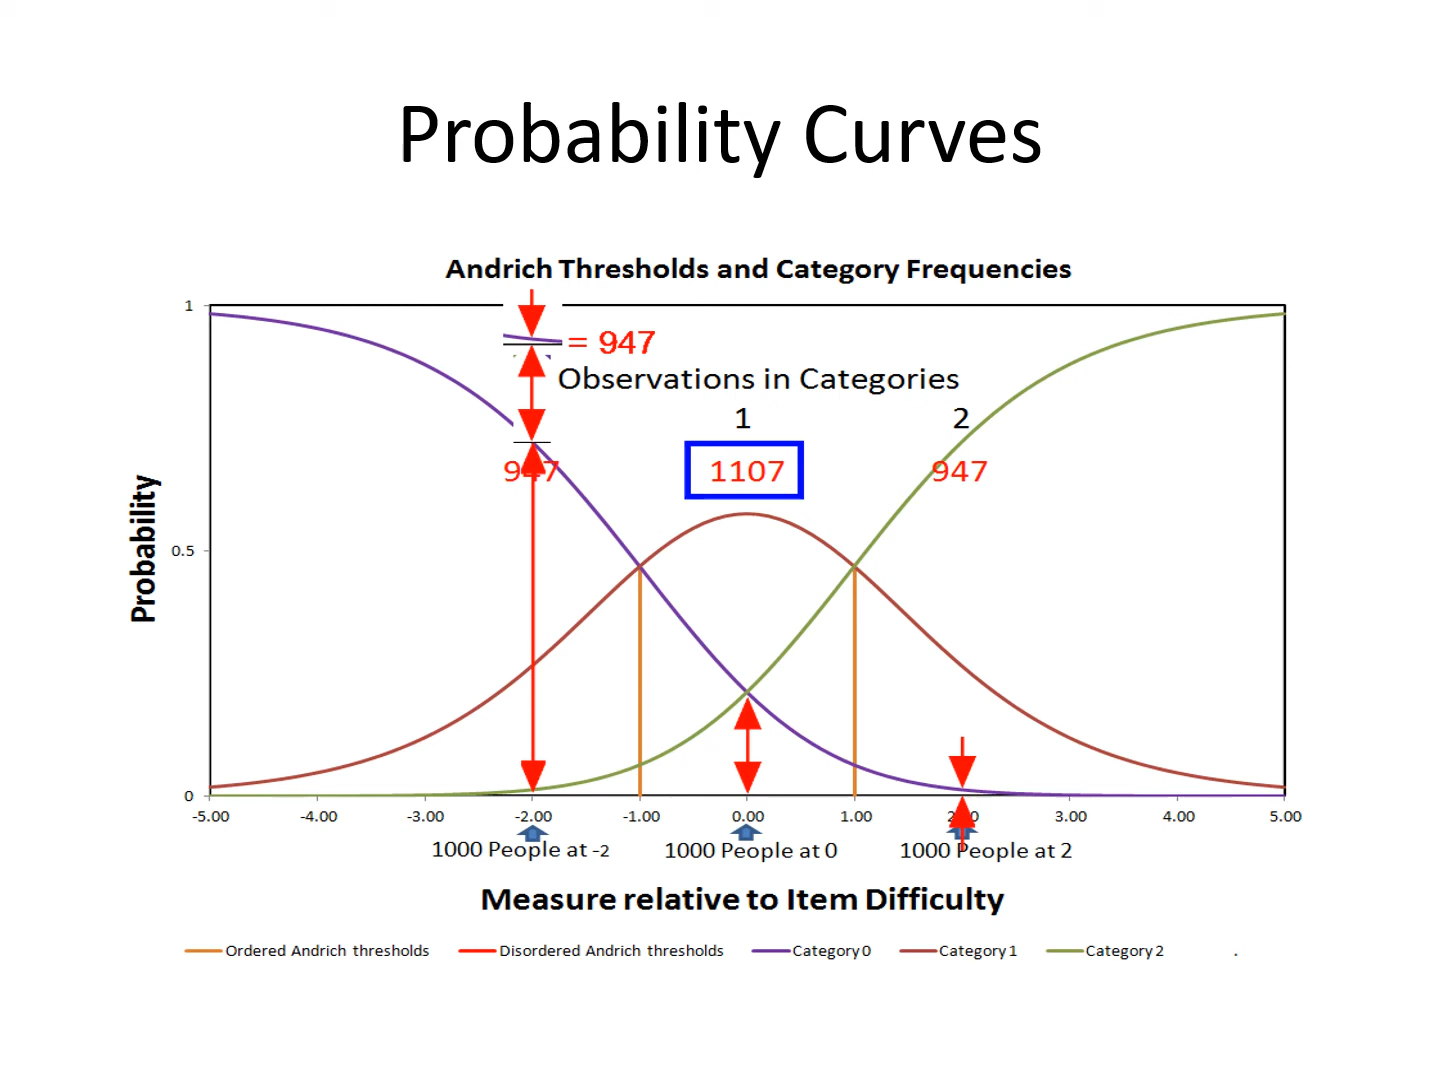 Probability Curves
Andrich Thresholds and Category Frequencies
1
= 947
Observations in Categories
1 2
947 1107 947
Probability
0.5
0
-5.00 -4.00 -3.00 -2.00 -1.00 0.00 1.00 2.00 3.00 4.00 5.00
1000 People at -2 1000 People at 0 1000 People at 2
Measure relative to Item Difficulty
Ordered Andrich thresholds Disordered Andrich thresholds Category 0 Category 1 Category 2 .